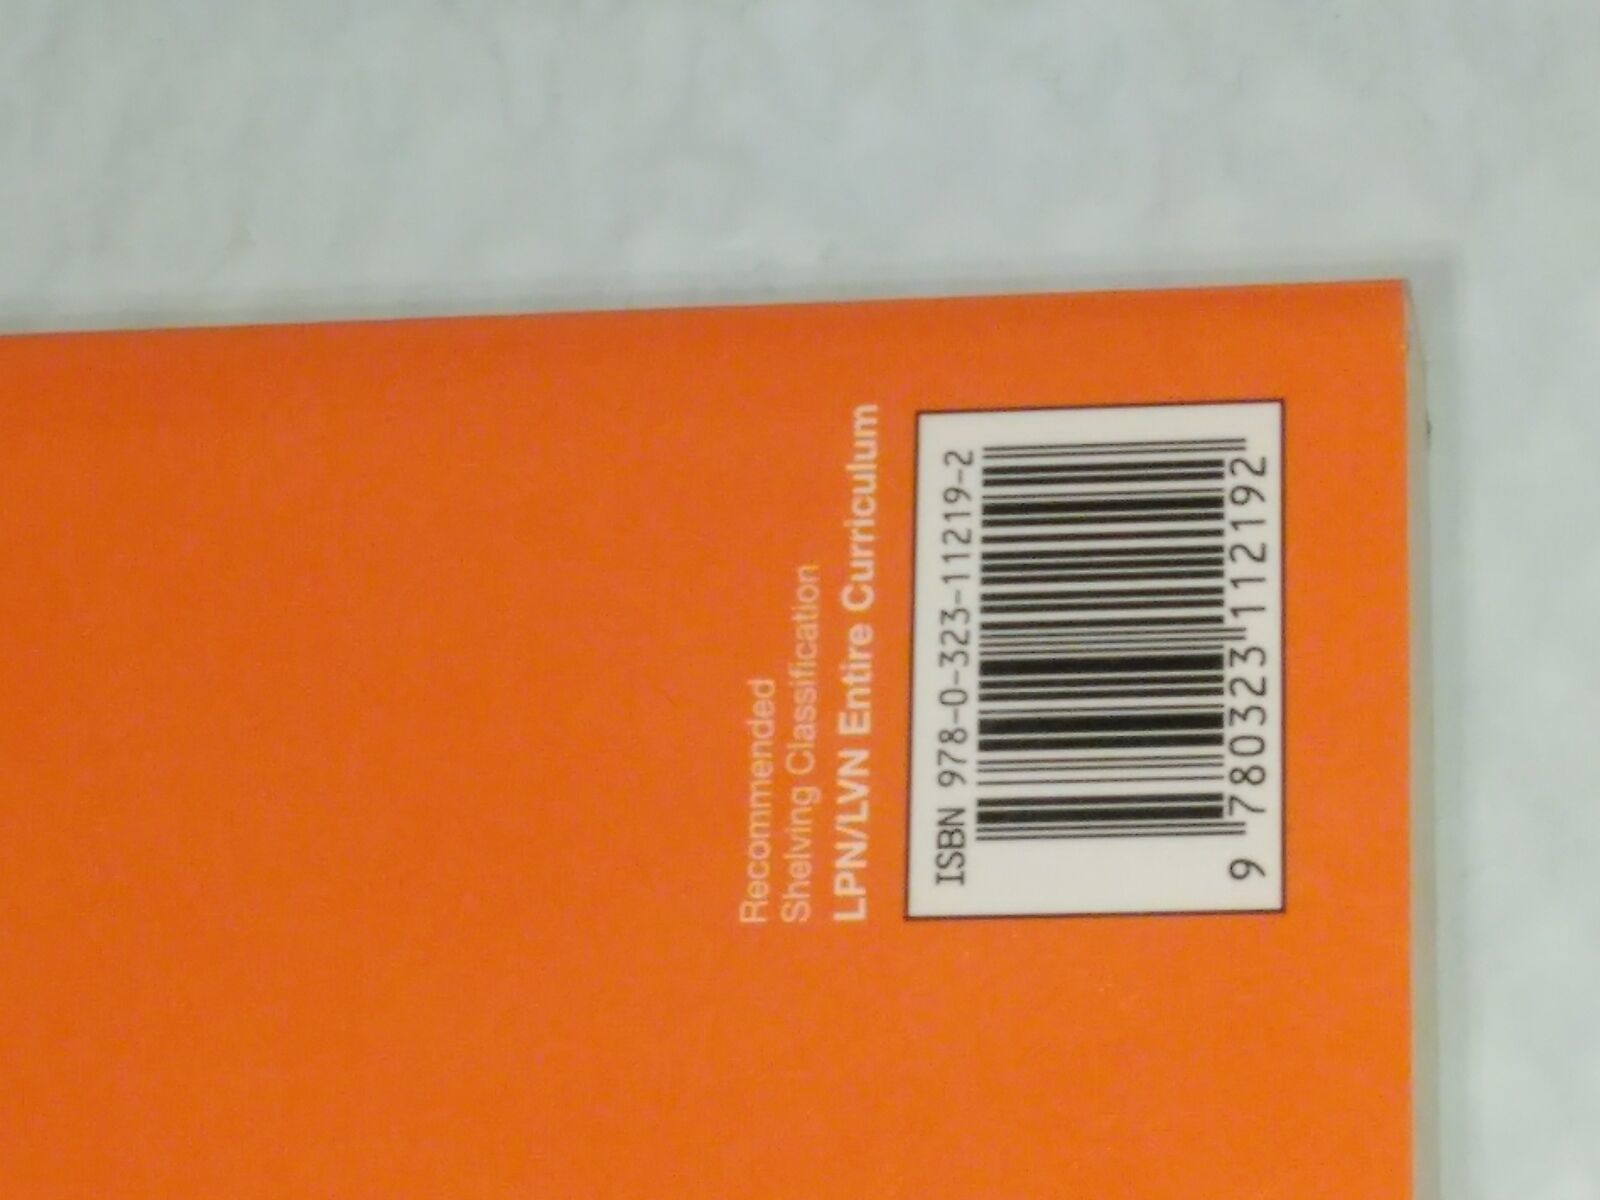 Recommended
Shelving Classification
LPN/LVN Entire Curriculum
ISBN 978-0-323-11219-2
9 780323 112192